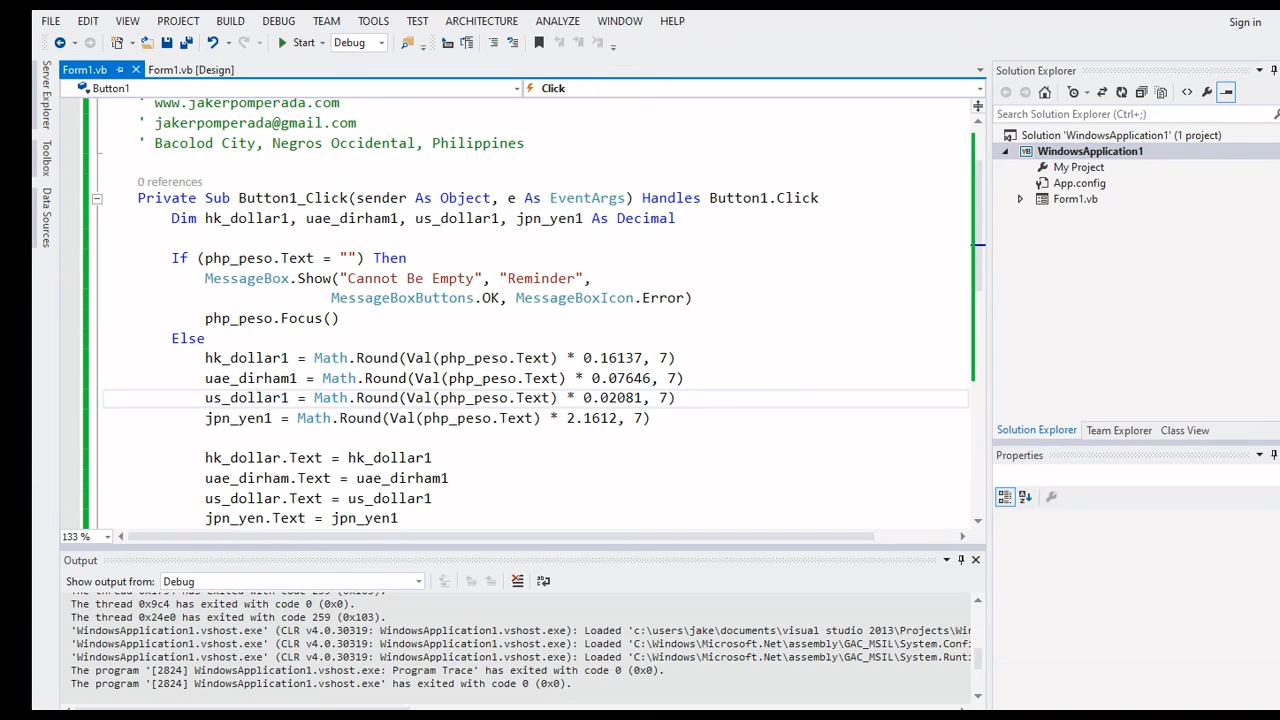 FILE EDIT VIEW PROJECT BUILD DEBUG TEAM TOOLS TEST ARCHITECTURE ANALYZE WINDOW HELP Sign in
Start Debug
Form1.vb Form1.vb [Design]
Button1 Click
' www.jakerpomperada.com
' jakerpomperada@gmail.com
' Bacolod City, Negros Occidental, Philippines
0 references
Private Sub Button1_Click(sender As Object, e As EventArgs) Handles Button1.Click
Dim hk_dollar1, uae_dirham1, us_dollar1, jpn_yen1 As Decimal
If (php_peso.Text = "") Then
MessageBox.Show("Cannot Be Empty", "Reminder",
MessageBoxButtons.OK, MessageBoxIcon.Error)
php_peso.Focus()
Else
hk_dollar1 = Math.Round(Val(php_peso.Text) * 0.16137, 7)
uae_dirham1 = Math.Round(Val(php_peso.Text) * 0.07646, 7)
us_dollar1 = Math.Round(Val(php_peso.Text) * 0.02081, 7)
jpn_yen1 = Math.Round(Val(php_peso.Text) * 2.1612, 7)
hk_dollar.Text = hk_dollar1
uae_dirham.Text = uae_dirham1
us_dollar.Text = us_dollar1
jpn_yen.Text = jpn_yen1
133 %
Output
Show output from: Debug
The thread 0x9c4 has exited with code 0 (0x0).
The thread 0x24e0 has exited with code 259 (0x103).
'WindowsApplication1.vshost.exe' (CLR v4.0.30319: WindowsApplication1.vshost.exe): Loaded 'c:\users\jake\documents\visual studio 2013\Projects\Win
'WindowsApplication1.vshost.exe' (CLR v4.0.30319: WindowsApplication1.vshost.exe): Loaded 'C:\Windows\Microsoft.Net\assembly\GAC_MSIL\System.Conf
'WindowsApplication1.vshost.exe' (CLR v4.0.30319: WindowsApplication1.vshost.exe): Loaded 'C:\Windows\Microsoft.Net\assembly\GAC_MSIL\System.Runt
The program '[2824] WindowsApplication1.vshost.exe: Program Trace' has exited with code 0 (0x0).
The program '[2824] WindowsApplication1.vshost.exe' has exited with code 0 (0x0).
Server Explorer
Toolbox
Data Sources
Solution Explorer
Search Solution Explorer (Ctrl+;)
Solution 'WindowsApplication1' (1 project)
WindowsApplication1
My Project
App.config
Form1.vb
Solution Explorer Team Explorer Class View
Properties